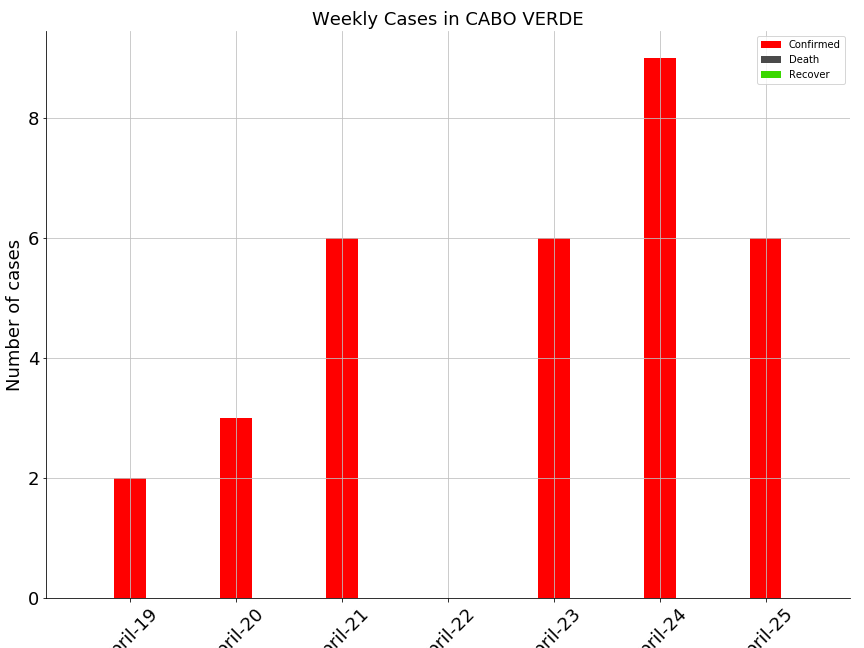 Weekly Cases in CABO VERDE
Confirmed
Death
Recover
Number of cases
8
6
4
2
0
pril-19
pril-20
pril-21
pril-22
pril-23
pril-24
pril-25